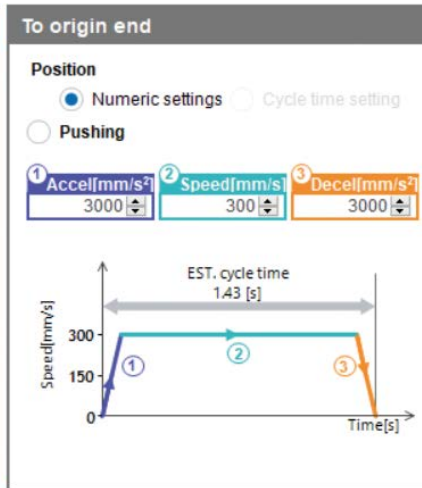 To origin end
Position
Numeric settings Cycle time setting
Pushing
1 Accel[mm/s²] 2 Speed[mm/s] 3 Decel[mm/s²]
3000 300 3000
EST. cycle time
1.43 [s]
Speed[mm/s]
300
150
0
1
2
3
Time[s]